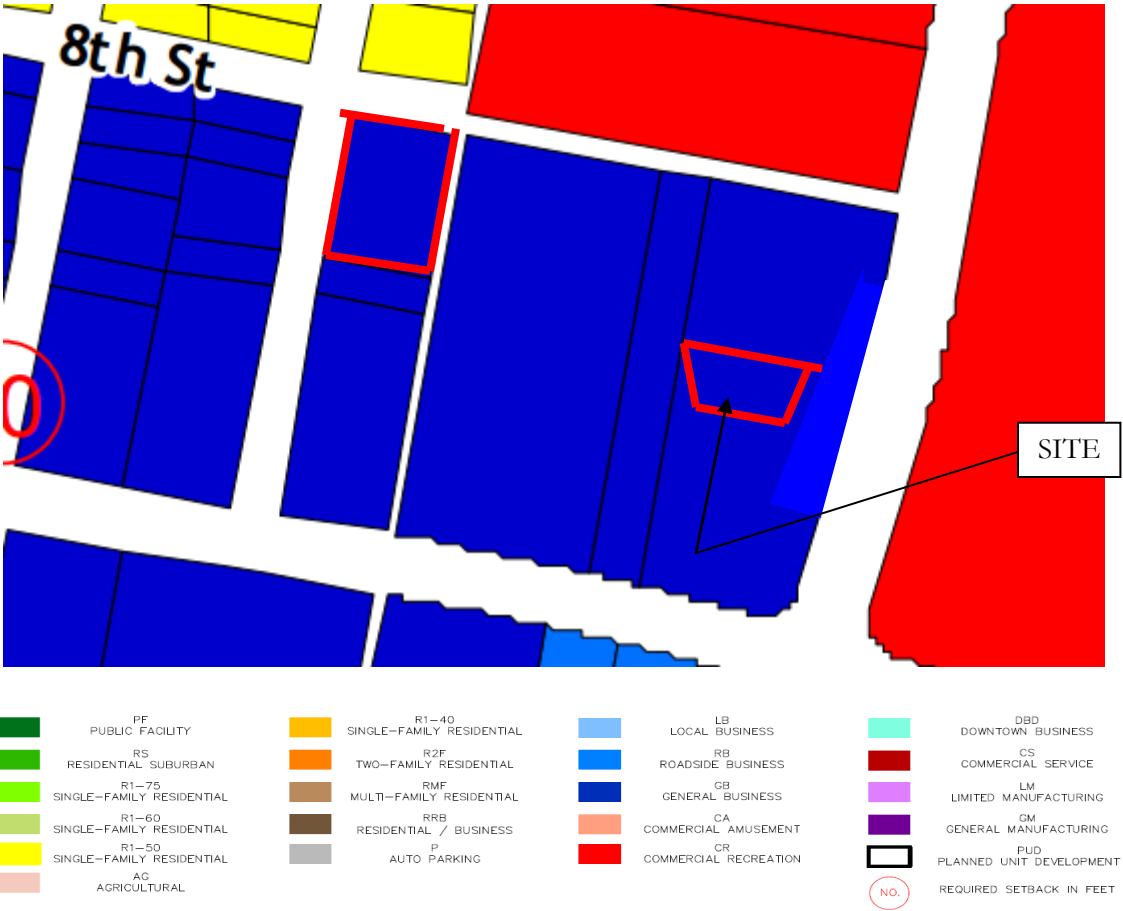 8th St
0
SITE
PF
PUBLIC FACILITY
RS
RESIDENTIAL SUBURBAN
R1-75
SINGLE-FAMILY RESIDENTIAL
R1-60
SINGLE-FAMILY RESIDENTIAL
R1-50
SINGLE-FAMILY RESIDENTIAL
AG
AGRICULTURAL
R1-40
SINGLE-FAMILY RESIDENTIAL
R2F
TWO-FAMILY RESIDENTIAL
RMF
MULTI-FAMILY RESIDENTIAL
RRB
RESIDENTIAL / BUSINESS
P
AUTO PARKING
LB
LOCAL BUSINESS
RB
ROADSIDE BUSINESS
GB
GENERAL BUSINESS
CA
COMMERCIAL AMUSEMENT
CR
COMMERCIAL RECREATION
DBD
DOWNTOWN BUSINESS
CS
COMMERCIAL SERVICE
LM
LIMITED MANUFACTURING
GM
GENERAL MANUFACTURING
PUD
PLANNED UNIT DEVELOPMENT
NO.
REQUIRED SETBACK IN FEET